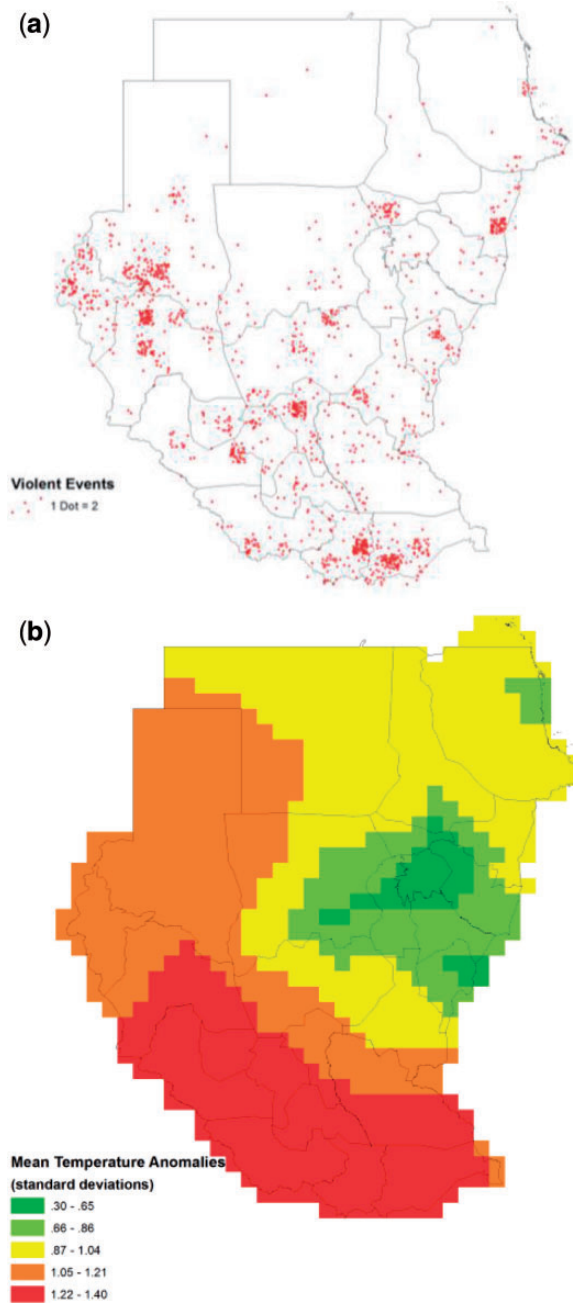 (a)
Violent Events
1 Dot = 2
(b)
Mean Temperature Anomalies
(standard deviations)
.30 - .65
.66 - .86
.87 - 1.04
1.05 - 1.21
1.22 - 1.40